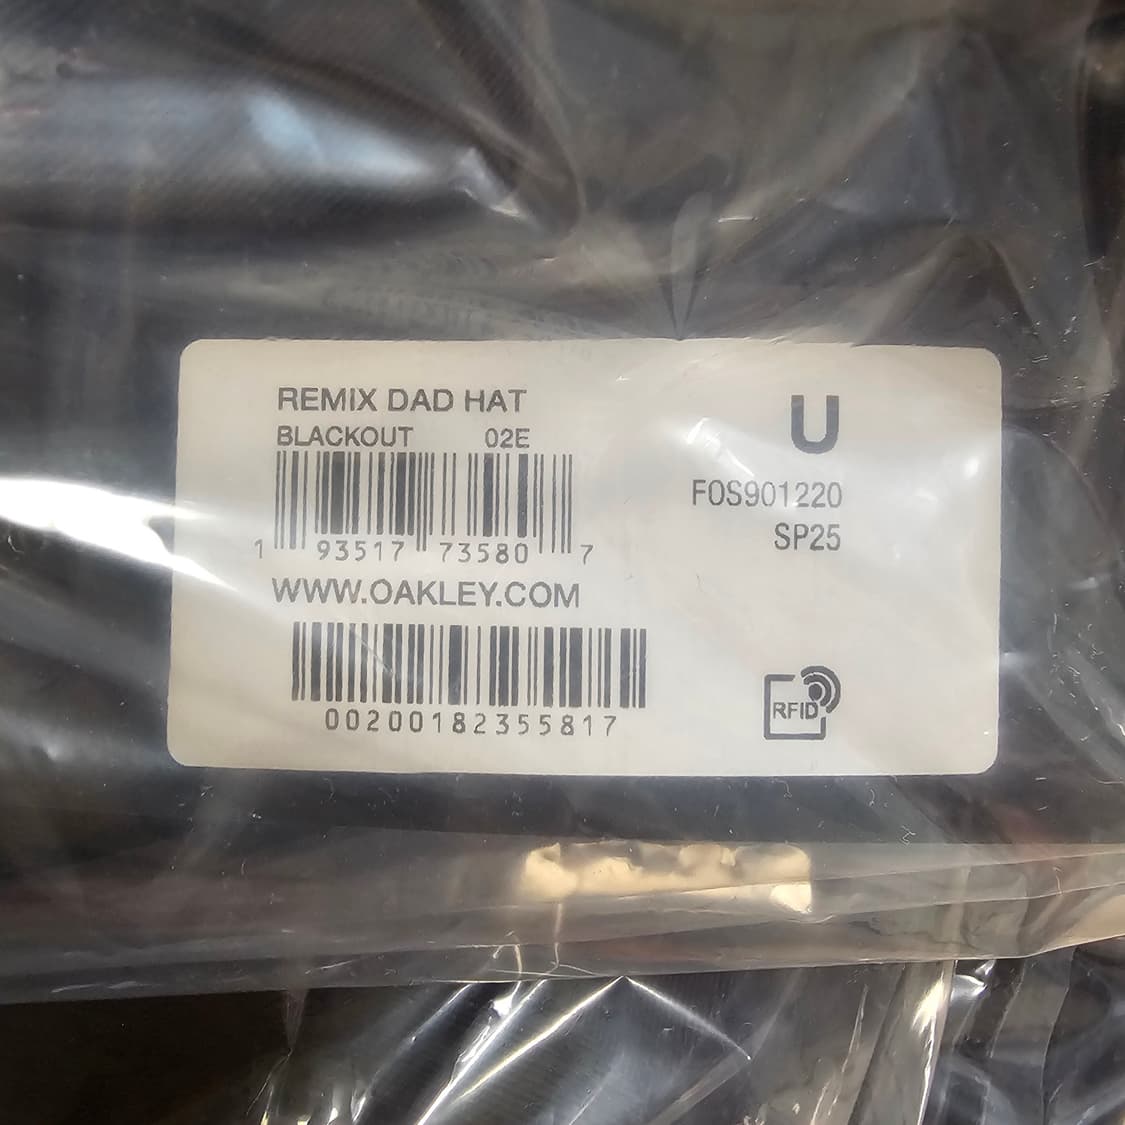 REMIX DAD HAT
BLACKOUT 02E
1 93517 73580 7
WWW.OAKLEY.COM
00200182355817
U
FOS901220
SP25
RFID